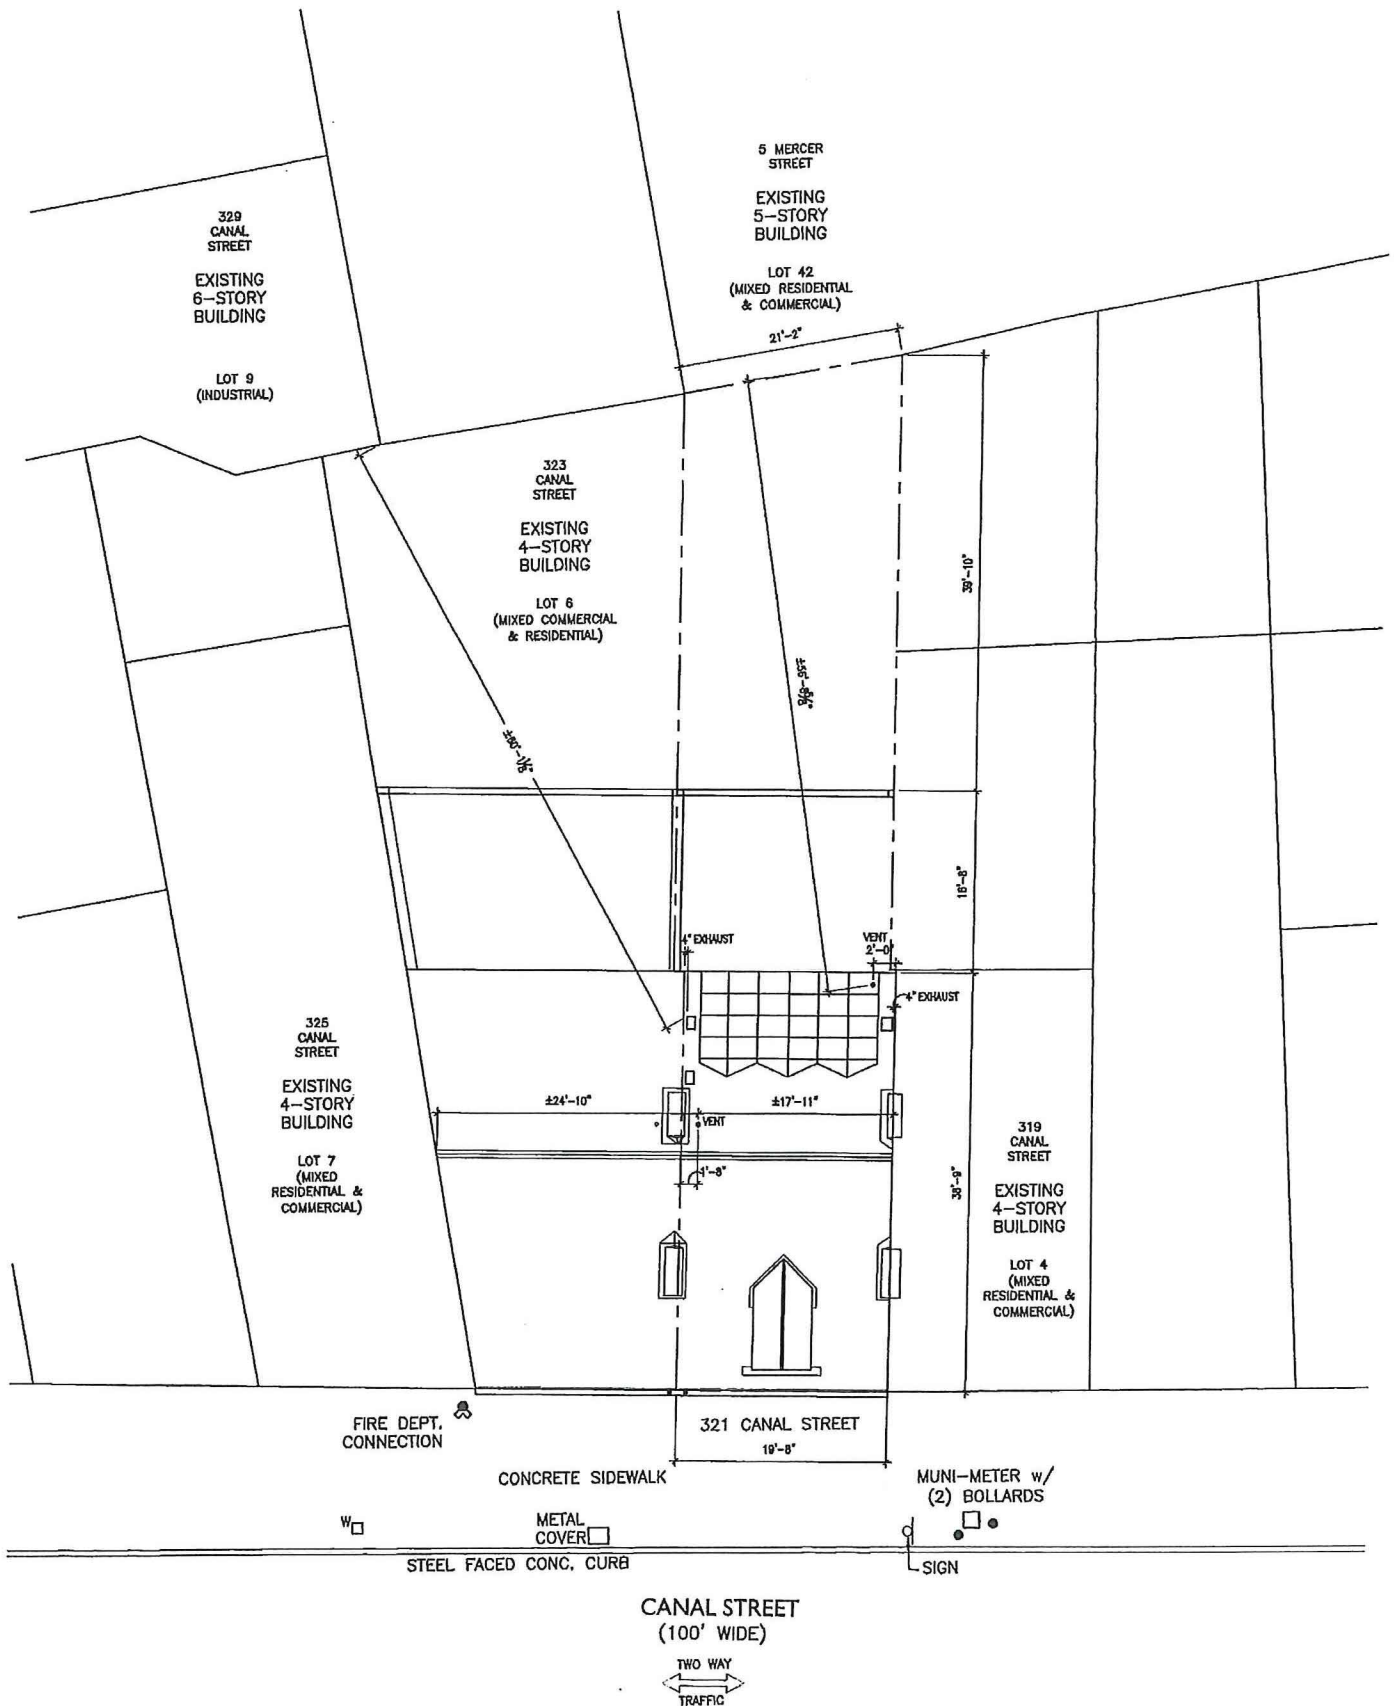 5 MERCER
STREET
EXISTING
5-STORY
BUILDING
LOT 42
(MIXED RESIDENTIAL
& COMMERCIAL)
21'-2"
329
CANAL
STREET
EXISTING
6-STORY
BUILDING
LOT 9
(INDUSTRIAL)
323
CANAL
STREET
EXISTING
4-STORY
BUILDING
LOT 6
(MIXED COMMERCIAL
& RESIDENTIAL)
39'-10"
16'-8"
4" EXHAUST
VENT
2'-0"
4" EXHAUST
325
CANAL
STREET
EXISTING
4-STORY
BUILDING
LOT 7
(MIXED
RESIDENTIAL &
COMMERCIAL)
±24'-10"
±17'-11"
VENT
1'-8"
38'-9"
319
CANAL
STREET
EXISTING
4-STORY
BUILDING
LOT 4
(MIXED
RESIDENTIAL &
COMMERCIAL)
FIRE DEPT.
CONNECTION
321 CANAL STREET
19'-8"
CONCRETE SIDEWALK
MUNI-METER W/
(2) BOLLARDS
W
METAL
COVER
STEEL FACED CONC. CURB
SIGN
CANAL STREET
(100' WIDE)
TWO WAY
TRAFFIC